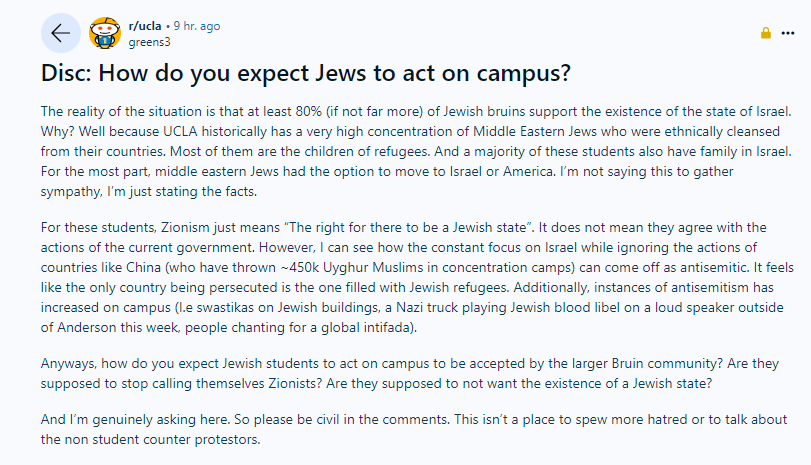 r/ucla • 9 hr. ago
greens3
Disc: How do you expect Jews to act on campus?
The reality of the situation is that at least 80% (if not far more) of Jewish bruins support the existence of the state of Israel.
Why? Well because UCLA historically has a very high concentration of Middle Eastern Jews who were ethnically cleansed
from their countries. Most of them are the children of refugees. And a majority of these students also have family in Israel.
For the most part, middle eastern Jews had the option to move to Israel or America. I'm not saying this to gather
sympathy, I'm just stating the facts.
For these students, Zionism just means “The right for there to be a Jewish state”. It does not mean they agree with the
actions of the current government. However, I can see how the constant focus on Israel while ignoring the actions of
countries like China (who have thrown ~450k Uyghur Muslims in concentration camps) can come off as antisemitic. It feels
like the only country being persecuted is the one filled with Jewish refugees. Additionally, instances of antisemitism has
increased on campus (I.e swastikas on Jewish buildings, a Nazi truck playing Jewish blood libel on a loud speaker outside
of Anderson this week, people chanting for a global intifada).
Anyways, how do you expect Jewish students to act on campus to be accepted by the larger Bruin community? Are they
supposed to stop calling themselves Zionists? Are they supposed to not want the existence of a Jewish state?
And I'm genuinely asking here. So please be civil in the comments. This isn't a place to spew more hatred or to talk about
the non student counter protestors.